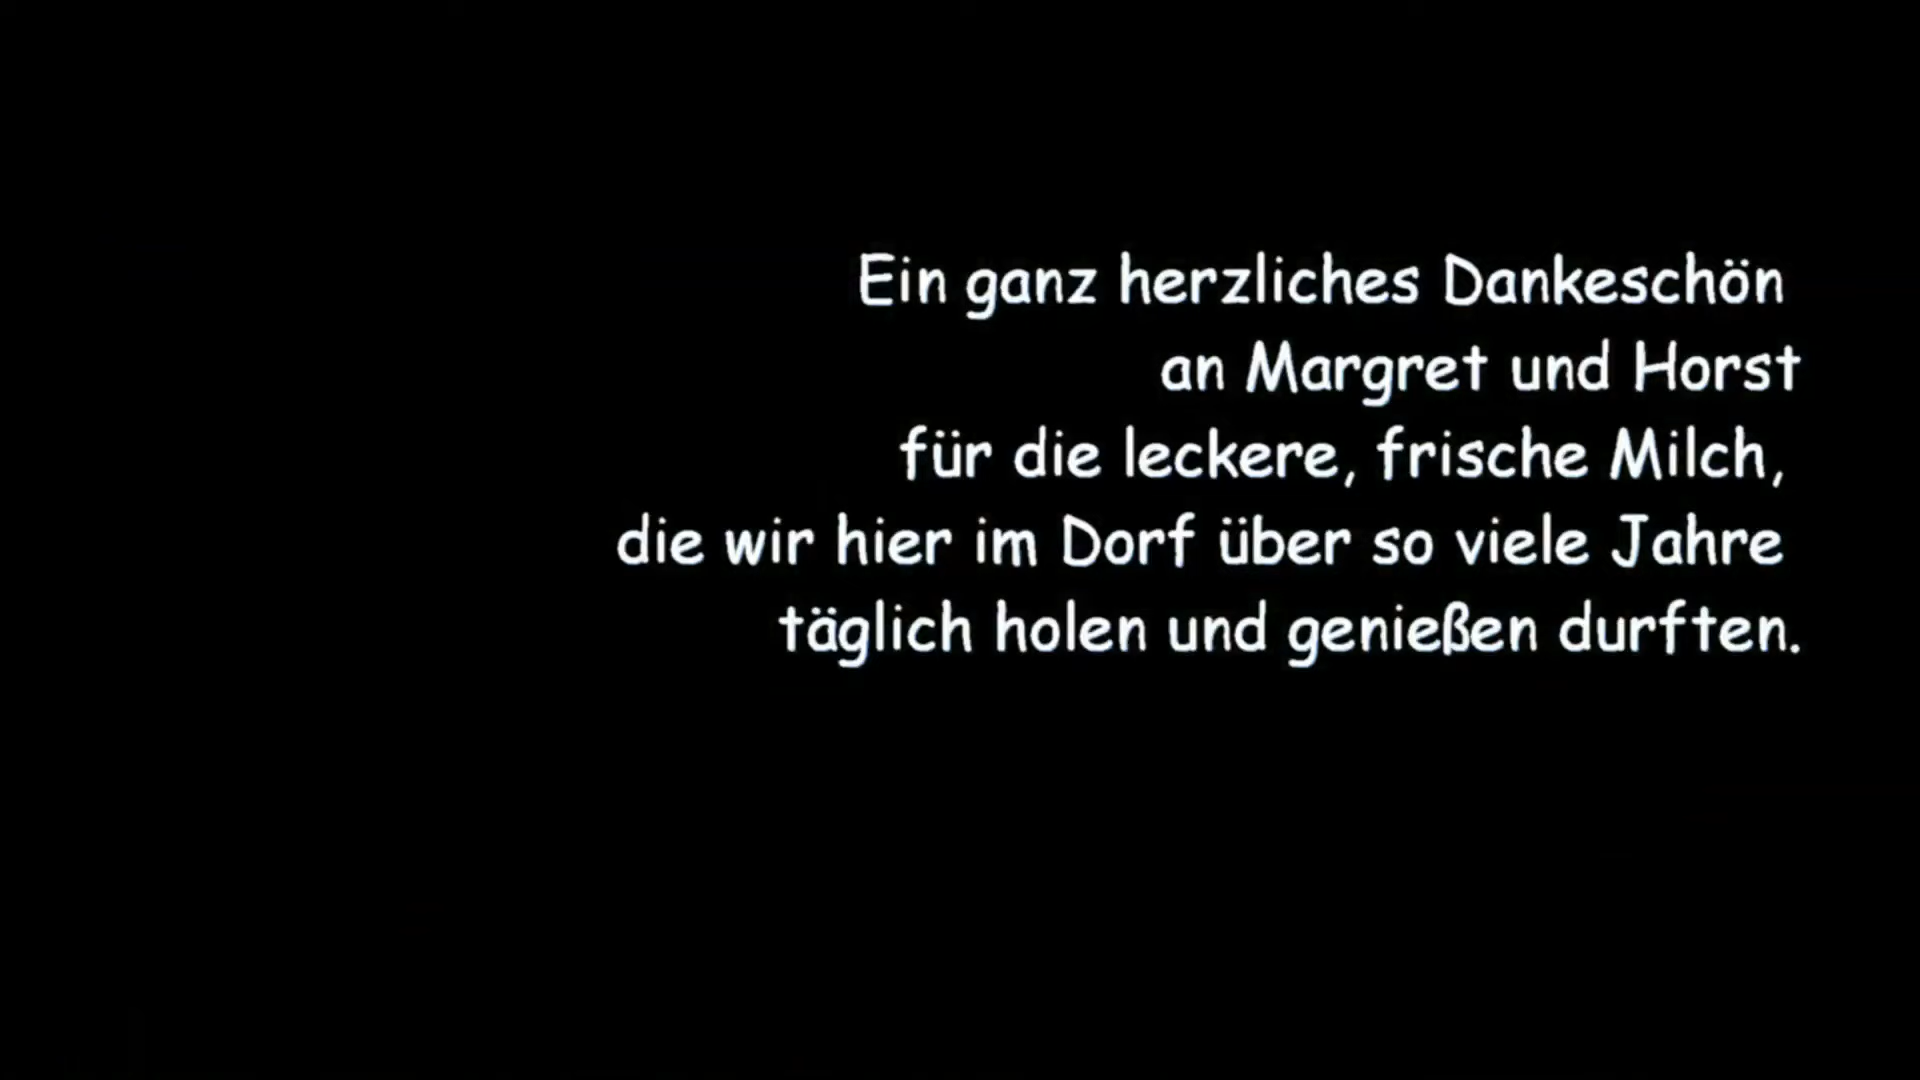 Ein ganz herzliches Dankeschön
an Margret und Horst
für die leckere, frische Milch,
die wir hier im Dorf über so viele Jahre
täglich holen und genießen durften.